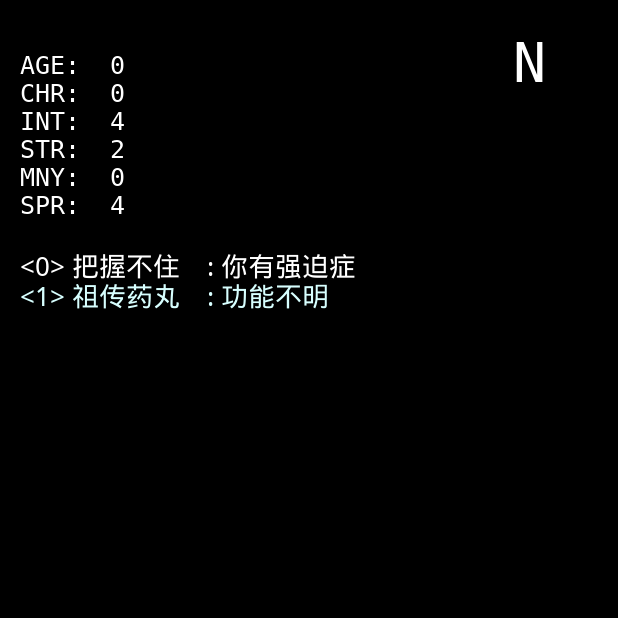 N
AGE: 0
CHR: 0
INT: 4
STR: 2
MNY: 0
SPR: 4
<0> 把握不住 : 你有强迫症
<1> 祖传药丸 : 功能不明